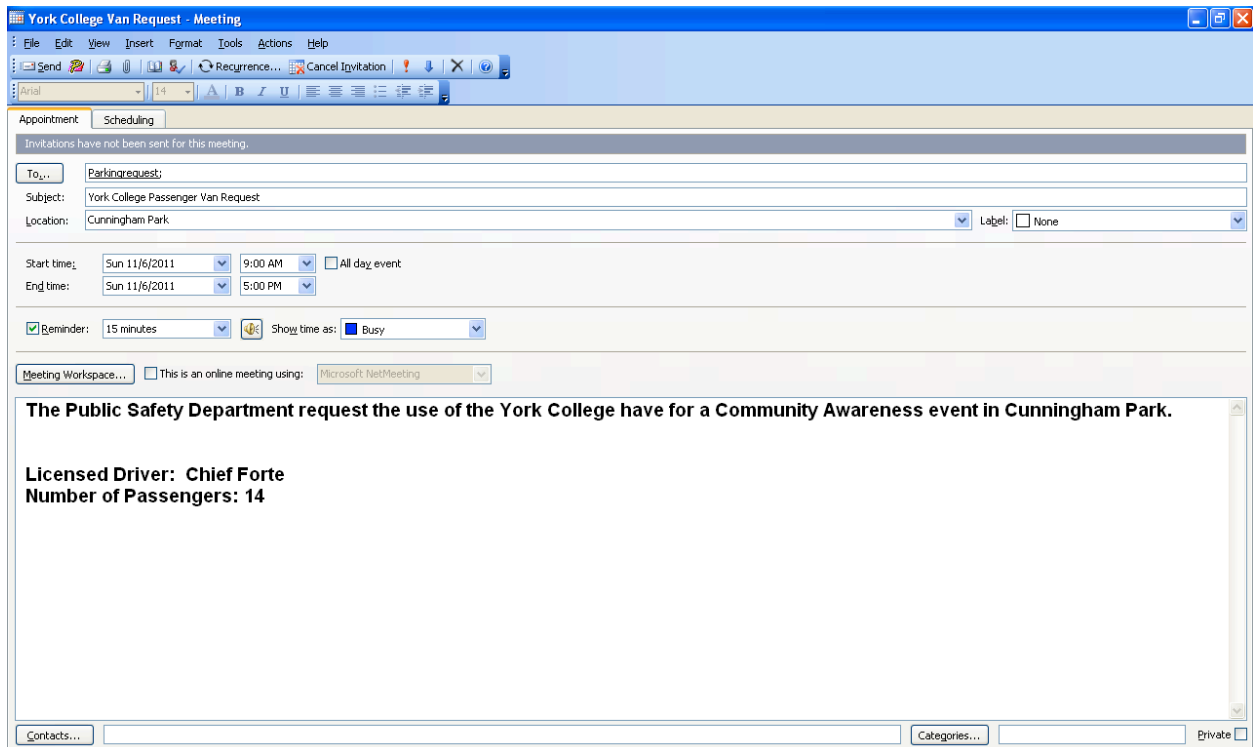 York College Van Request - Meeting
File Edit View Insert Format Tools Actions Help
Send Recurrence... Cancel Invitation
Arial 14 A B I U
Appointment Scheduling
Invitations have not been sent for this meeting.
To... Parkingrequest;
Subject: York College Passenger Van Request
Location: Cunningham Park Label: None
Start time: Sun 11/6/2011 9:00 AM All day event
End time: Sun 11/6/2011 5:00 PM
Reminder: 15 minutes Show time as: Busy
Meeting Workspace... This is an online meeting using: Microsoft NetMeeting
The Public Safety Department request the use of the York College have for a Community Awareness event in Cunningham Park.
Licensed Driver: Chief Forte
Number of Passengers: 14
Contacts... Categories... Private